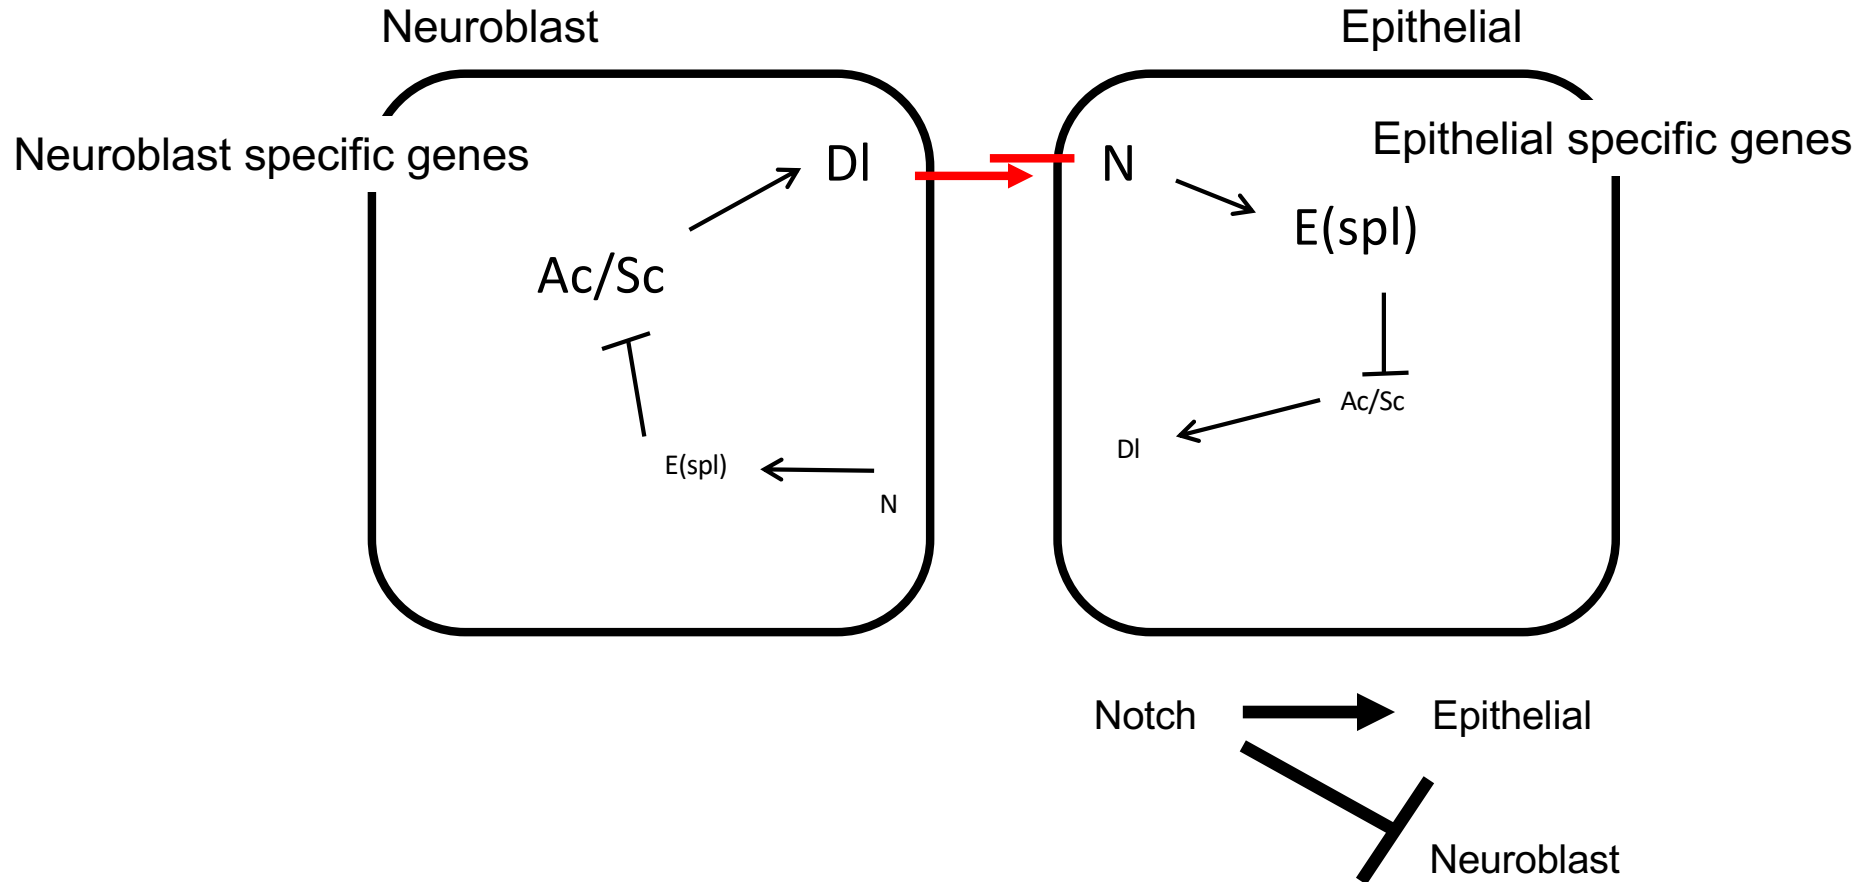 Neuroblast
Epithelial
Neuroblast specific genes
Dl
N
Epithelial specific genes
E(spl)
Ac/Sc
Ac/Sc
Dl
E(spl)
N
Notch
Epithelial
Neuroblast